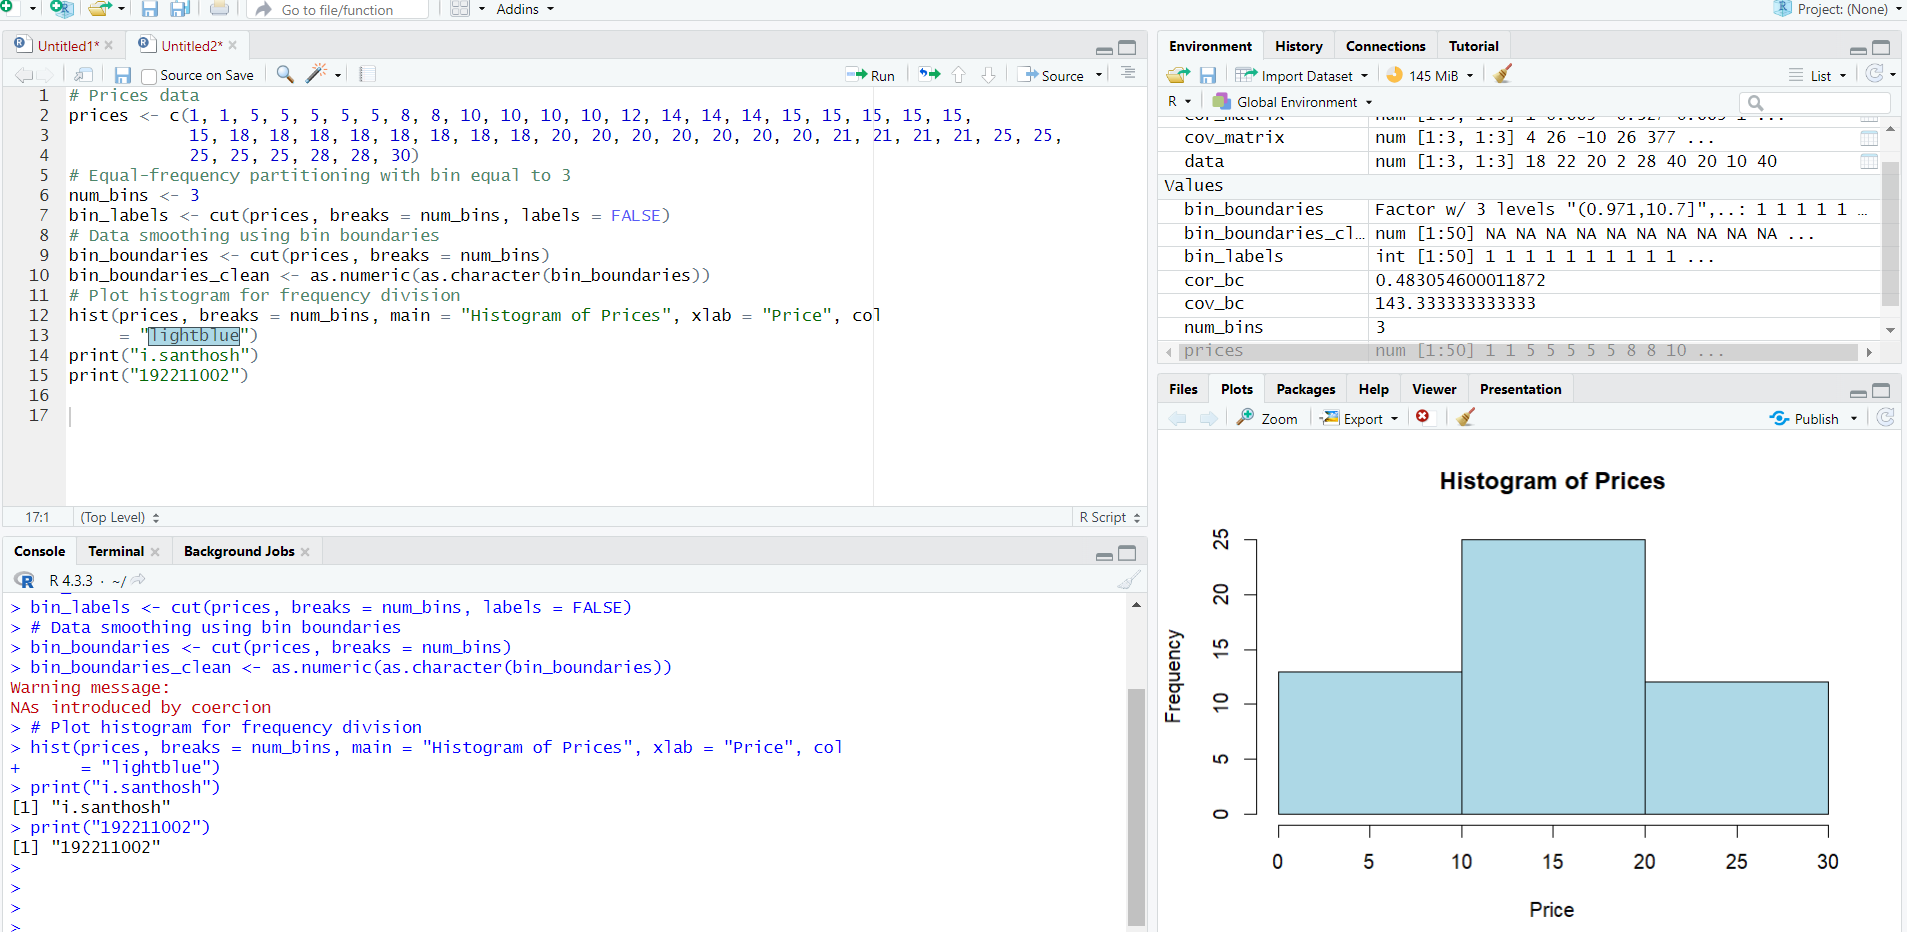 Go to file/function
Addins
Project: (None)
Untitled1*
Untitled2*
Source on Save
Run
Source
1 # Prices data
2 prices <- c(1, 1, 5, 5, 5, 5, 5, 8, 8, 10, 10, 10, 10, 12, 14, 14, 14, 15, 15, 15, 15, 15,
3 15, 18, 18, 18, 18, 18, 18, 18, 18, 20, 20, 20, 20, 20, 20, 20, 21, 21, 21, 21, 25, 25,
4 25, 25, 25, 28, 28, 30)
5 # Equal-frequency partitioning with bin equal to 3
6 num_bins <- 3
7 bin_labels <- cut(prices, breaks = num_bins, labels = FALSE)
8 # Data smoothing using bin boundaries
9 bin_boundaries <- cut(prices, breaks = num_bins)
10 bin_boundaries_clean <- as.numeric(as.character(bin_boundaries))
11 # Plot histogram for frequency division
12 hist(prices, breaks = num_bins, main = "Histogram of Prices", xlab = "Price", col
13 = "lightblue")
14 print("i.santhosh")
15 print("192211002")
16
17
17:1
(Top Level)
R Script
Console
Terminal
Background Jobs
R 4.3.3 · ~/
> bin_labels <- cut(prices, breaks = num_bins, labels = FALSE)
> # Data smoothing using bin boundaries
> bin_boundaries <- cut(prices, breaks = num_bins)
> bin_boundaries_clean <- as.numeric(as.character(bin_boundaries))
Warning message:
NAs introduced by coercion
> # Plot histogram for frequency division
> hist(prices, breaks = num_bins, main = "Histogram of Prices", xlab = "Price", col
+ = "lightblue")
> print("i.santhosh")
[1] "i.santhosh"
> print("192211002")
[1] "192211002"
>
>
>
>
Environment
History
Connections
Tutorial
Import Dataset
145 MiB
List
R
Global Environment
cov_matrix num [1:3, 1:3] 4 26 -10 26 377 ...
data num [1:3, 1:3] 18 22 20 2 28 40 20 10 40
Values
bin_boundaries Factor w/ 3 levels "(0.971,10.7]",..: 1 1 1 1 1 …
bin_boundaries_cl… num [1:50] NA NA NA NA NA NA NA NA NA NA ...
bin_labels int [1:50] 1 1 1 1 1 1 1 1 1 1 ...
cor_bc 0.483054600011872
cov_bc 143.333333333333
num_bins 3
prices num [1:50] 1 1 5 5 5 5 5 8 8 10 ...
Files
Plots
Packages
Help
Viewer
Presentation
Zoom
Export
Publish
Histogram of Prices
Frequency
25
20
15
10
5
0
0 5 10 15 20 25 30
Price